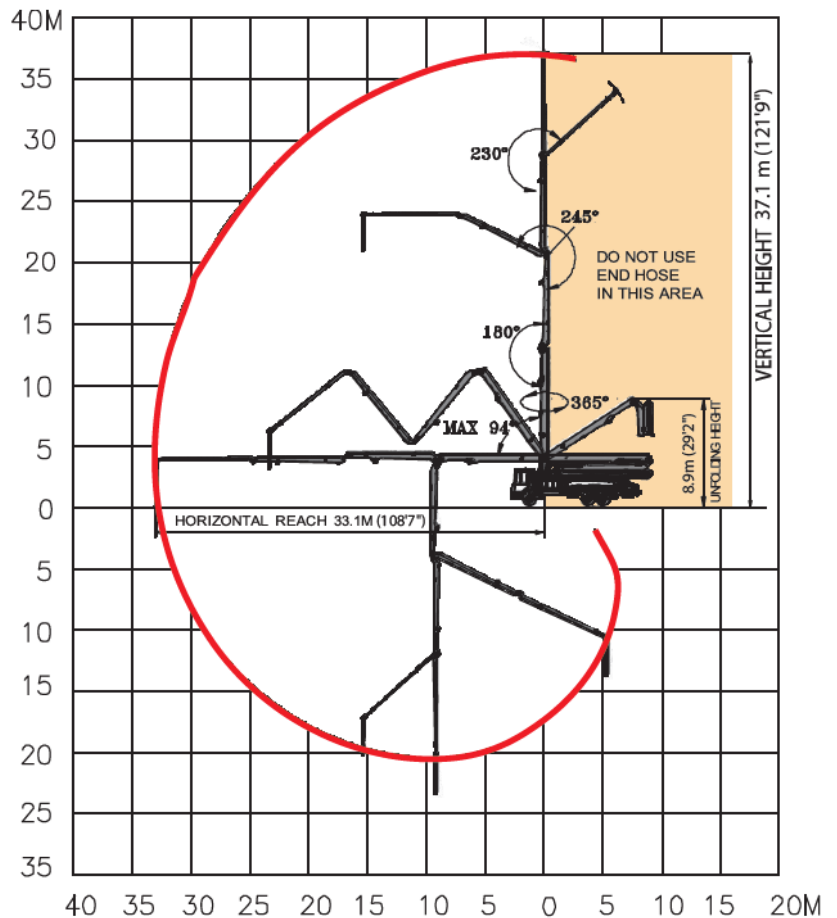 40M
35
30
25
20
15
10
5
0
5
10
15
20
25
30
35
40 35 30 25 20 15 10 5 0 5 10 15 20M
230°
245°
180°
365°
MAX 94°
DO NOT USE
END HOSE
IN THIS AREA
VERTICAL HEIGHT 37.1 m (121'9")
8.9m (29'2")
UNFOLDING HEIGHT
HORIZONTAL REACH 33.1M (108'7")